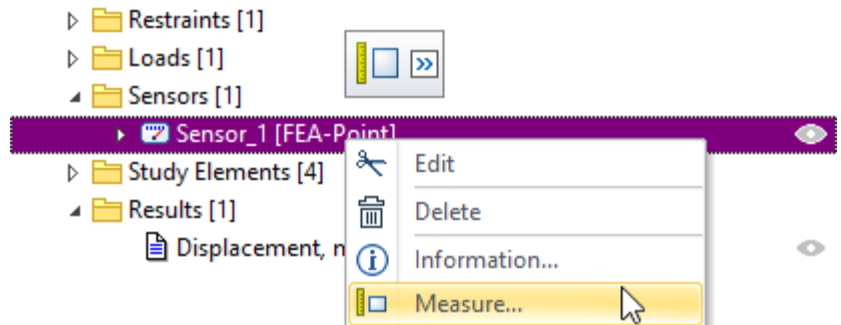 Restraints [1]
Loads [1]
Sensors [1]
Sensor_1 [FEA-Point]
Study Elements [4]
Results [1]
Displacement, m
Edit
Delete
Information...
Measure...